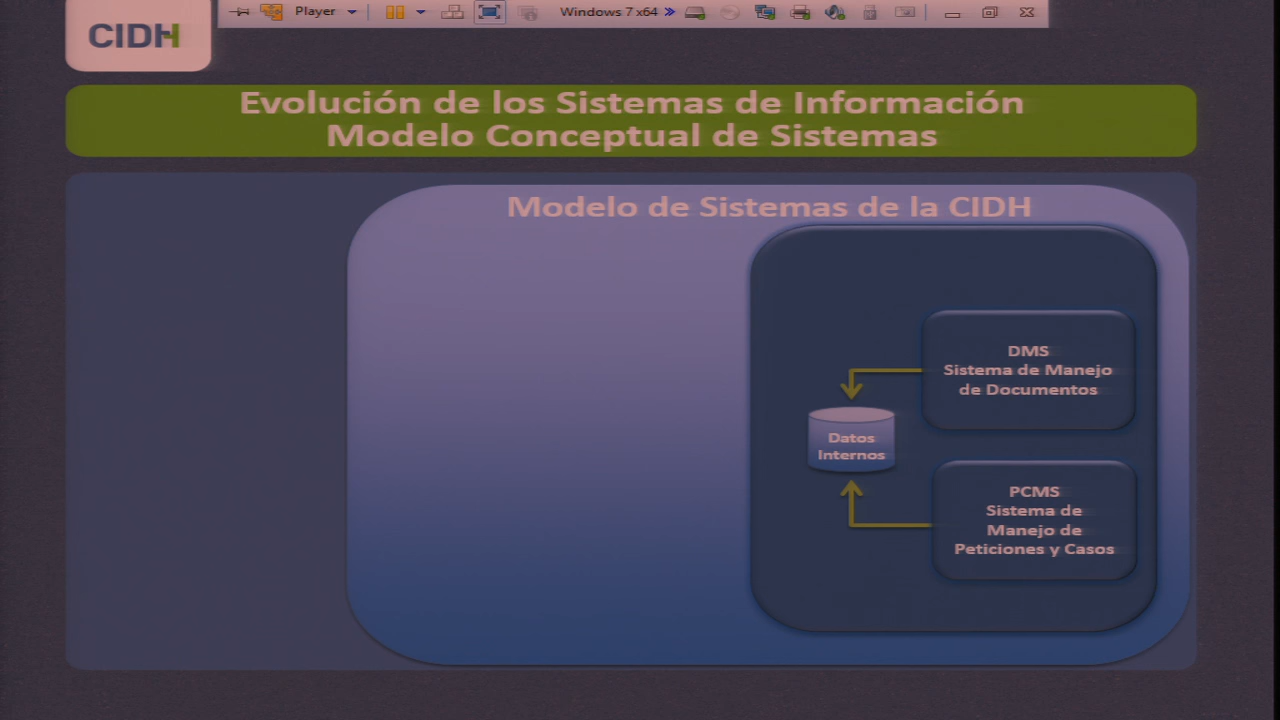 CIDH
Player
Windows 7 x64
Evolución de los Sistemas de Información
Modelo Conceptual de Sistemas
Modelo de Sistemas de la CIDH
DMS
Sistema de Manejo
de Documentos
Datos
Internos
PCMS
Sistema de
Manejo de
Peticiones y Casos